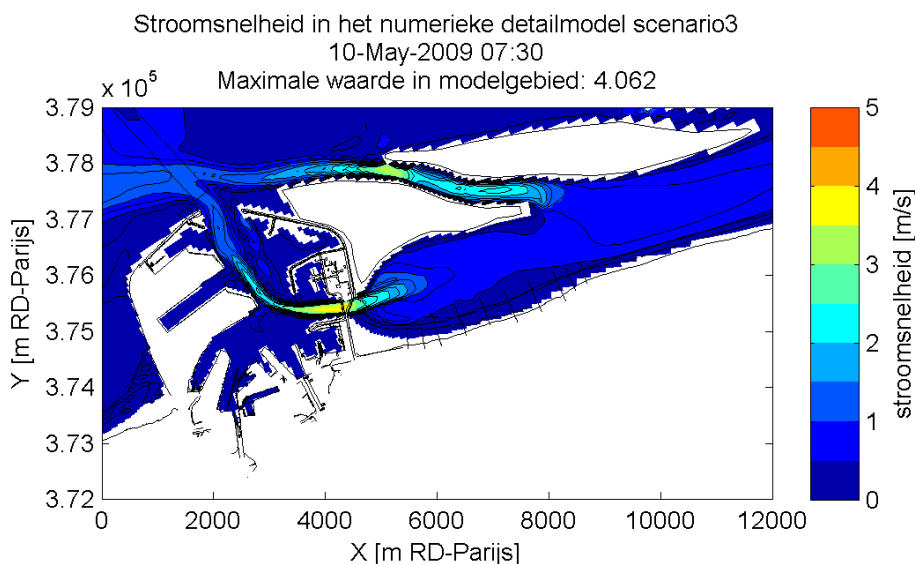 Stroomsnelheid in het numerieke detailmodel scenario3
10-May-2009 07:30
Maximale waarde in modelgebied: 4.062
x 10^5
3.79
3.78
3.77
3.76
3.75
3.74
3.73
3.72
Y [m RD-Parijs]
0 2000 4000 6000 8000 10000 12000
X [m RD-Parijs]
5
4
3
2
1
0
stroomsnelheid [m/s]